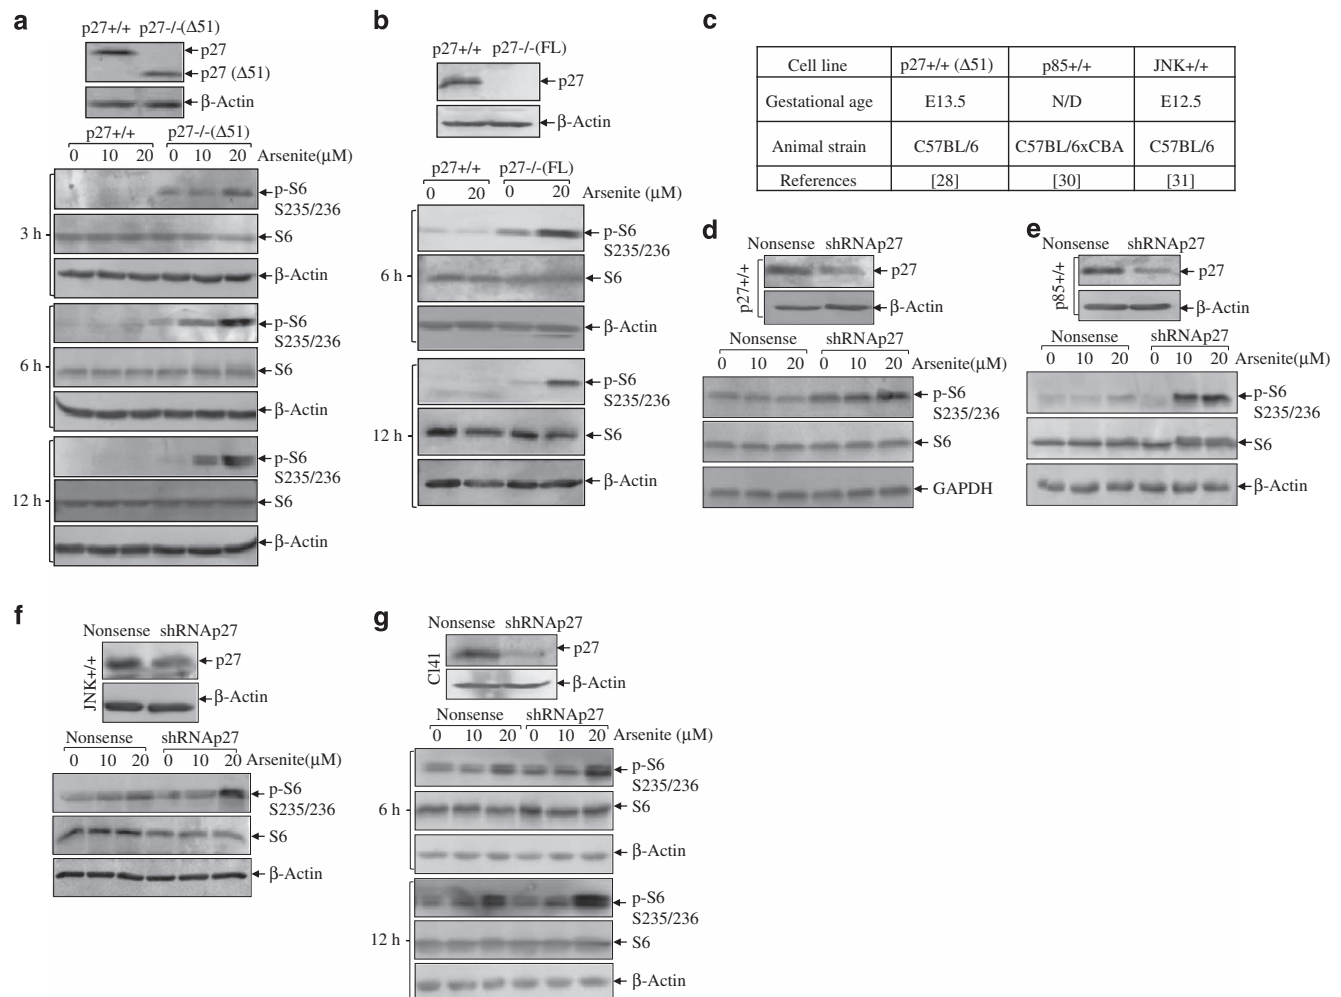 a
p27+/+ p27-/-(Δ51)
p27
p27 (Δ51)
β-Actin
p27+/+ p27-/-(Δ51)
0 10 20 0 10 20 Arsenite(μM)
3 h
p-S6
S235/236
S6
β-Actin
6 h
p-S6
S235/236
S6
β-Actin
12 h
p-S6
S235/236
S6
β-Actin
b
p27+/+ p27-/-(FL)
p27
β-Actin
p27+/+ p27-/-(FL)
0 20 0 20 Arsenite (μM)
6 h
p-S6
S235/236
S6
β-Actin
12 h
p-S6
S235/236
S6
β-Actin
c
Cell line p27+/+ (Δ51) p85+/+ JNK+/+
Gestational age E13.5 N/D E12.5
Animal strain C57BL/6 C57BL/6xCBA C57BL/6
References [28] [30] [31]
d
Nonsense shRNAp27
p27+/+
p27
β-Actin
Nonsense shRNAp27
0 10 20 0 10 20 Arsenite(μM)
p-S6
S235/236
S6
GAPDH
e
Nonsense shRNAp27
p85+/+
p27
β-Actin
Nonsense shRNAp27
0 10 20 0 10 20 Arsenite(μM)
p-S6
S235/236
S6
β-Actin
f
Nonsense shRNAp27
JNK+/+
p27
β-Actin
Nonsense shRNAp27
0 10 20 0 10 20 Arsenite(μM)
p-S6
S235/236
S6
β-Actin
g
Nonsense shRNAp27
Cl41
p27
β-Actin
Nonsense shRNAp27
0 10 20 0 10 20 Arsenite (μM)
6 h
p-S6
S235/236
S6
β-Actin
12 h
p-S6
S235/236
S6
β-Actin